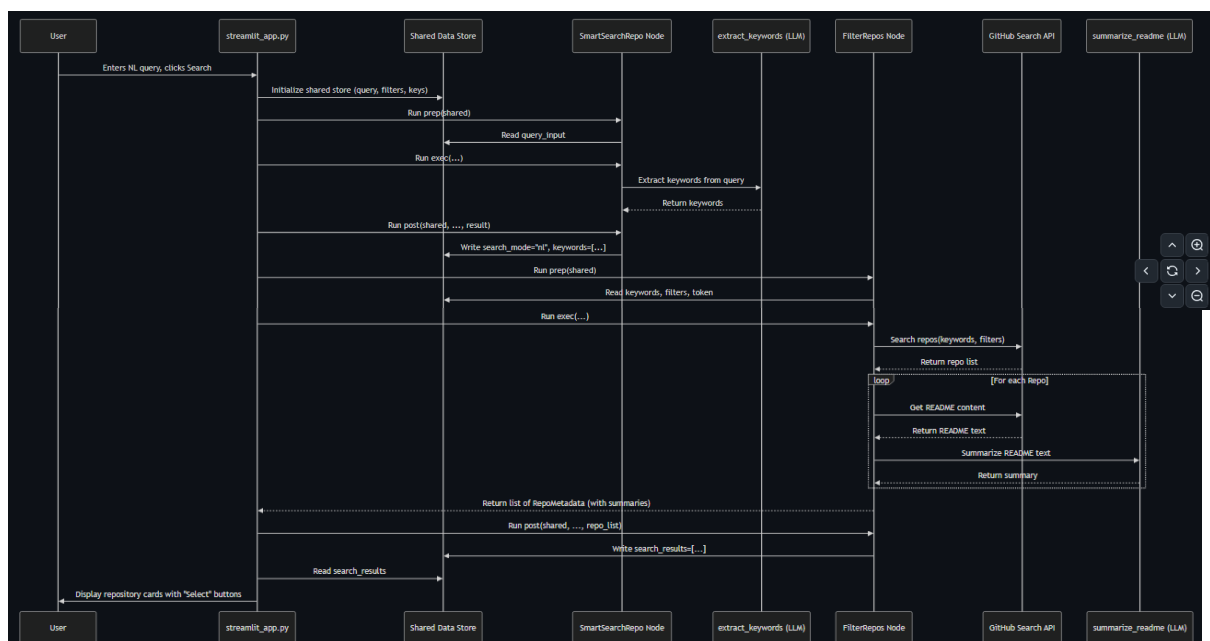 User
streamlit_app.py
Shared Data Store
SmartSearchRepo Node
extract_keywords (LLM)
FilterRepos Node
GitHub Search API
summarize_readme (LLM)
Enters NL query, clicks Search
Initialize shared store (query, filters, keys)
Run prep(shared)
Read query_input
Run exec(...)
Extract keywords from query
Return keywords
Run post(shared, ..., result)
Write search_mode="nl", keywords=[...]
Run prep(shared)
Read keywords, filters, token
Run exec(...)
Search repos(keywords, filters)
Return repo list
loop
[For each Repo]
Get README content
Return README text
Summarize README text
Return summary
Return list of RepoMetadata (with summaries)
Run post(shared, ..., repo_list)
Write search_results=[...]
Read search_results
Display repository cards with "Select" buttons
User
streamlit_app.py
Shared Data Store
SmartSearchRepo Node
extract_keywords (LLM)
FilterRepos Node
GitHub Search API
summarize_readme (LLM)